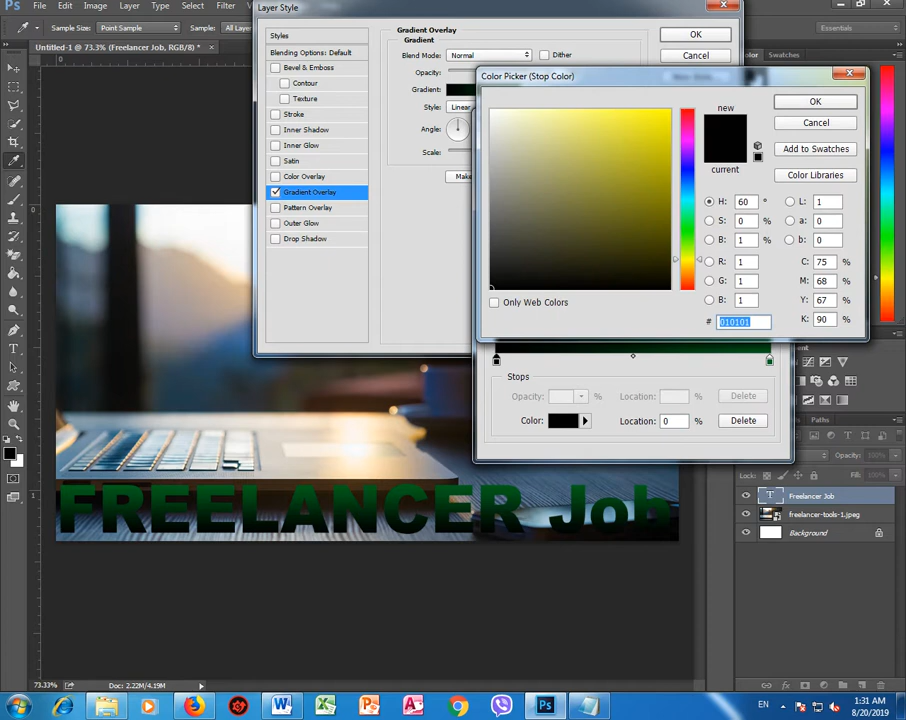 Ps File Edit Image Layer Type Select Filter
Layer Style
Sample Size: Point Sample Sample: All Layers
Essentials
Untitled-1 @ 73.3% (Freelancer Job, RGB/8) *
Styles
Blending Options: Default
Bevel & Emboss
Contour
Texture
Stroke
Inner Shadow
Inner Glow
Satin
Color Overlay
Gradient Overlay
Pattern Overlay
Outer Glow
Drop Shadow
Gradient Overlay
Gradient
Blend Mode: Normal Dither
Opacity:
Gradient:
Style: Linear
Angle:
Scale:
Make
OK
Cancel
Color Picker (Stop Color)
new
current
OK
Cancel
Add to Swatches
Color Libraries
H: 60 °
S: 0 %
B: 1 %
R: 1
G: 1
B: 1
# 010101
L: 1
a: 0
b: 0
C: 75 %
M: 68 %
Y: 67 %
K: 90 %
Only Web Colors
Stops
Opacity: % Location: % Delete
Color: Location: 0 % Delete
Swatches
Paths
Opacity: 100%
Lock: Fill: 100%
T Freelancer Job
freelancer-tools-1.jpeg
Background
FREELANCER Job
73.33% Doc: 2.22M/4.19M
EN
1:31 AM
8/20/2019